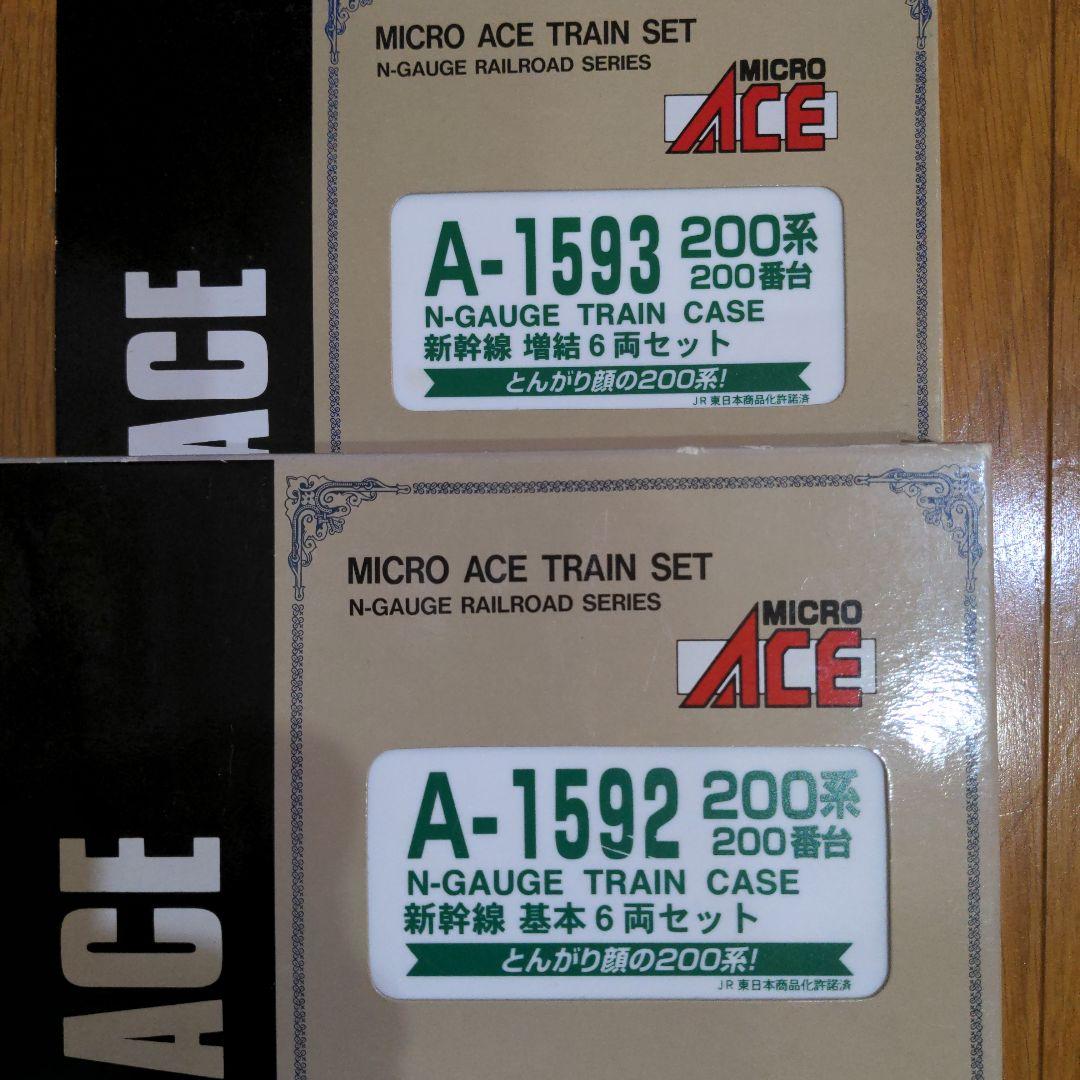 MICRO ACE TRAIN SET
N-GAUGE RAILROAD SERIES
MICRO
ACE
A-1593 200系
200番台
N-GAUGE TRAIN CASE
新幹線 増結6両セット
とんがり顔の200系!
JR東日本商品化許諾済
ACE
MICRO ACE TRAIN SET
N-GAUGE RAILROAD SERIES
MICRO
ACE
A-1592 200系
200番台
N-GAUGE TRAIN CASE
新幹線 基本6両セット
とんがり顔の200系!
JR東日本商品化許諾済
ACE